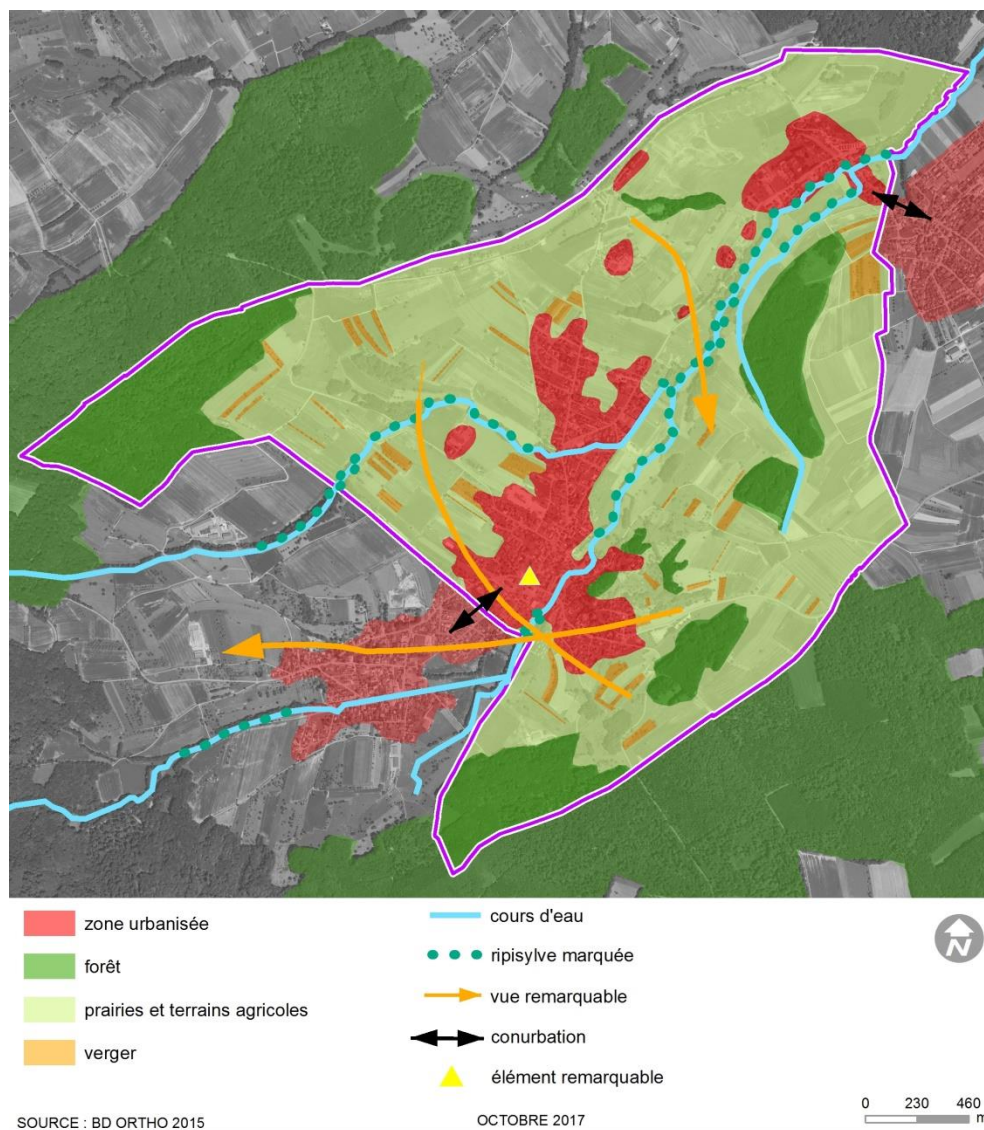 zone urbanisée
forêt
prairies et terrains agricoles
verger
cours d'eau
ripisylve marquée
vue remarquable
conurbation
élément remarquable
N
SOURCE : BD ORTHO 2015
OCTOBRE 2017
0 230 460
m